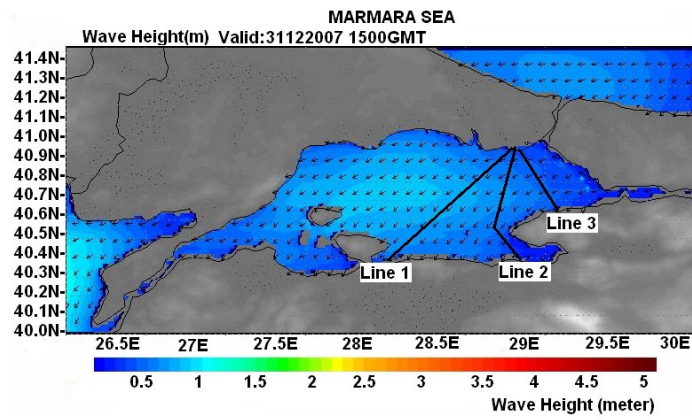 MARMARA SEA
Wave Height(m) Valid:31122007 1500GMT
41.4N
41.3N
41.2N
41.1N
41.0N
40.9N
40.8N
40.7N
40.6N
40.5N
40.4N
40.3N
40.2N
40.1N
40.0N
Line 3
Line 1
Line 2
26.5E 27E 27.5E 28E 28.5E 29E 29.5E 30E
0.5 1 1.5 2 2.5 3 3.5 4 4.5 5
Wave Height (meter)